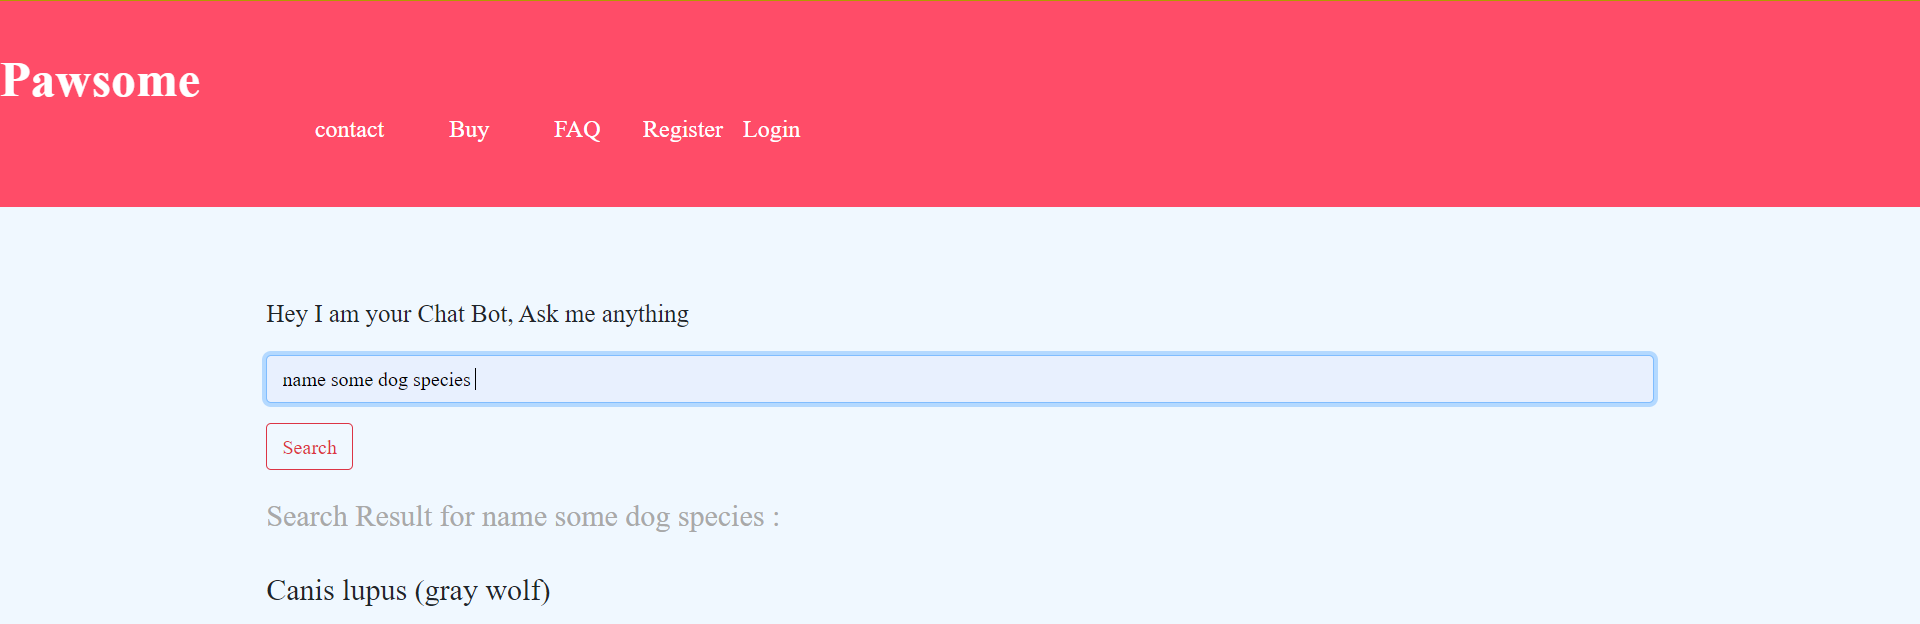 Pawsome
contact Buy FAQ Register Login
Hey I am your Chat Bot, Ask me anything
name some dog species
Search
Search Result for name some dog species :
Canis lupus (gray wolf)